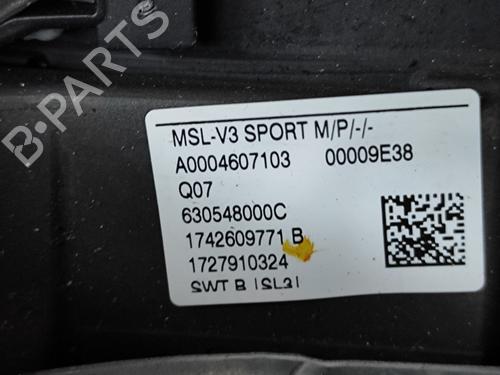 MSL-V3 SPORT M/P/-/-
A0004607103 00009E38
Q07
630548000C
1742609771 B
1727910324
SWT B |SL3|
B-PARTS